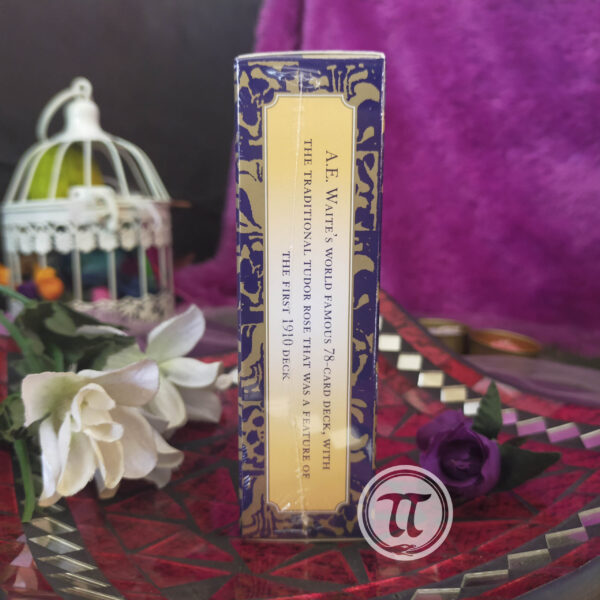 A.E. Waite's world famous 78-card deck, with
the traditional Tudor rose that was a feature of
the first 1910 deck